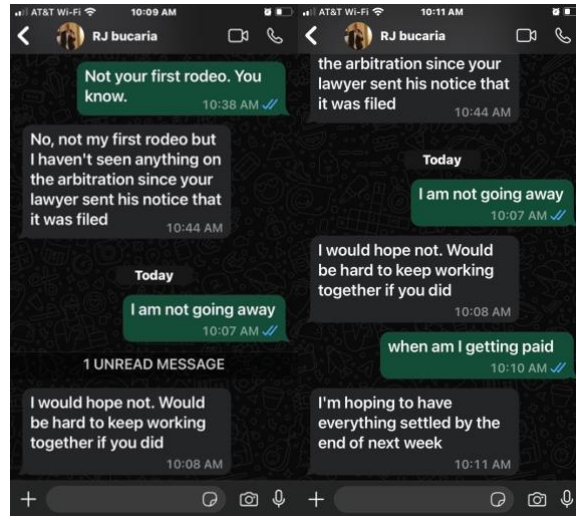 AT&T Wi-Fi 10:09 AM
RJ bucaria
Not your first rodeo. You
know.
10:38 AM
No, not my first rodeo but
I haven't seen anything on
the arbitration since your
lawyer sent his notice that
it was filed
10:44 AM
Today
I am not going away
10:07 AM
1 UNREAD MESSAGE
I would hope not. Would
be hard to keep working
together if you did
10:08 AM
AT&T Wi-Fi 10:11 AM
RJ bucaria
the arbitration since your
lawyer sent his notice that
it was filed
10:44 AM
Today
I am not going away
10:07 AM
I would hope not. Would
be hard to keep working
together if you did
10:08 AM
when am I getting paid
10:10 AM
I'm hoping to have
everything settled by the
end of next week
10:11 AM